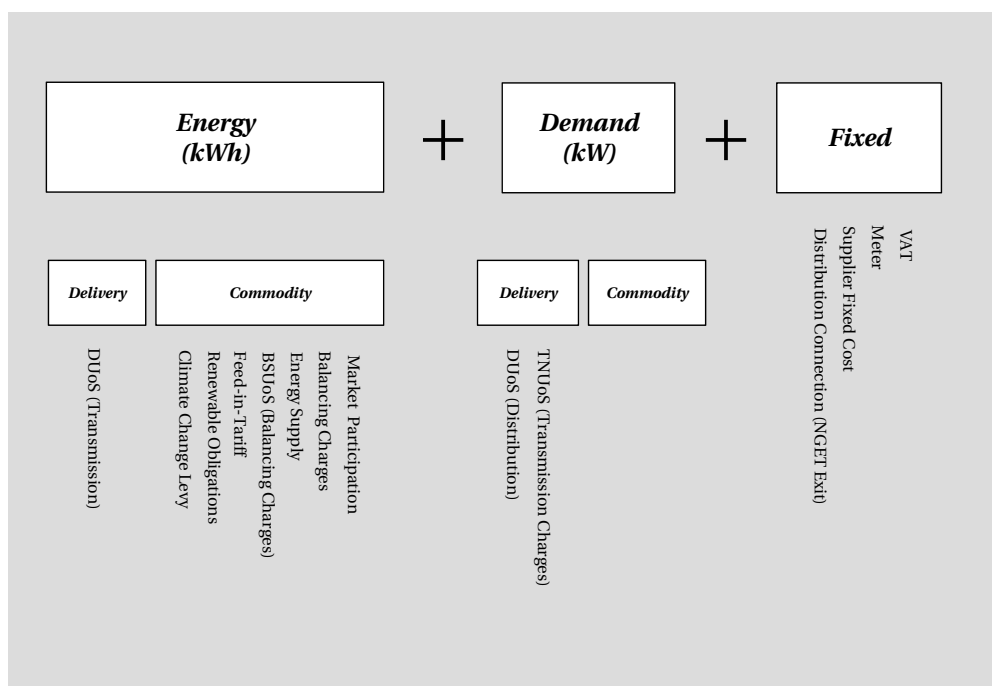 Energy
(kWh)
+
Demand
(kW)
+
Fixed
Delivery
Commodity
Delivery
Commodity
DUoS (Transmission)
Climate Change Levy
Renewable Obligations
Feed-in-Tariff
BSUoS (Balancing Charges)
Energy Supply
Balancing Charges
Market Participation
DUoS (Distribution)
TNUoS (Transmission Charges)
Distribution Connection (NGET Exit)
Supplier Fixed Cost
Meter
VAT